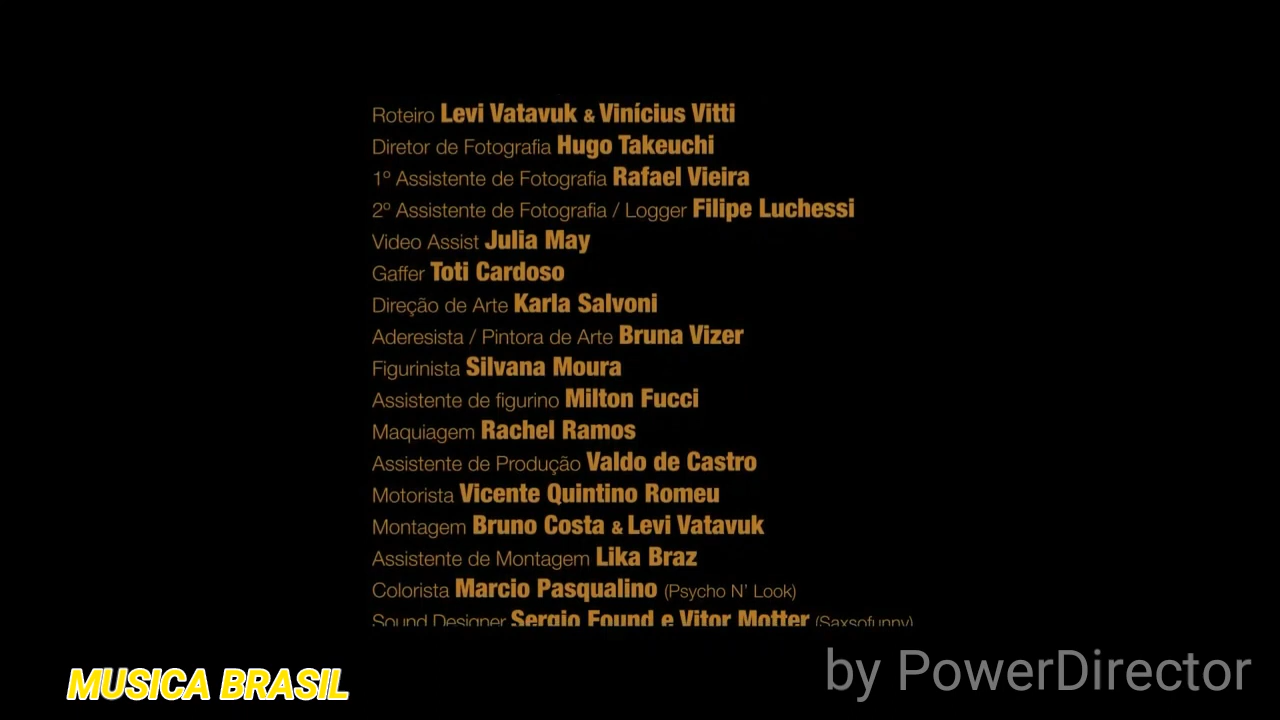 Roteiro Levi Vatavuk & Vinícius Vitti
Diretor de Fotografia Hugo Takeuchi
1º Assistente de Fotografia Rafael Vieira
2º Assistente de Fotografia / Logger Filipe Luchessi
Video Assist Julia May
Gaffer Toti Cardoso
Direção de Arte Karla Salvoni
Aderesista / Pintora de Arte Bruna Vizer
Figurinista Silvana Moura
Assistente de figurino Milton Fucci
Maquiagem Rachel Ramos
Assistente de Produção Valdo de Castro
Motorista Vicente Quintino Romeu
Montagem Bruno Costa & Levi Vatavuk
Assistente de Montagem Lika Braz
Colorista Marcio Pasqualino (Psycho N' Look)
Sound Designer Sergio Found e Vitor Motter (Saxsofunny)
MUSICA BRASIL
by PowerDirector